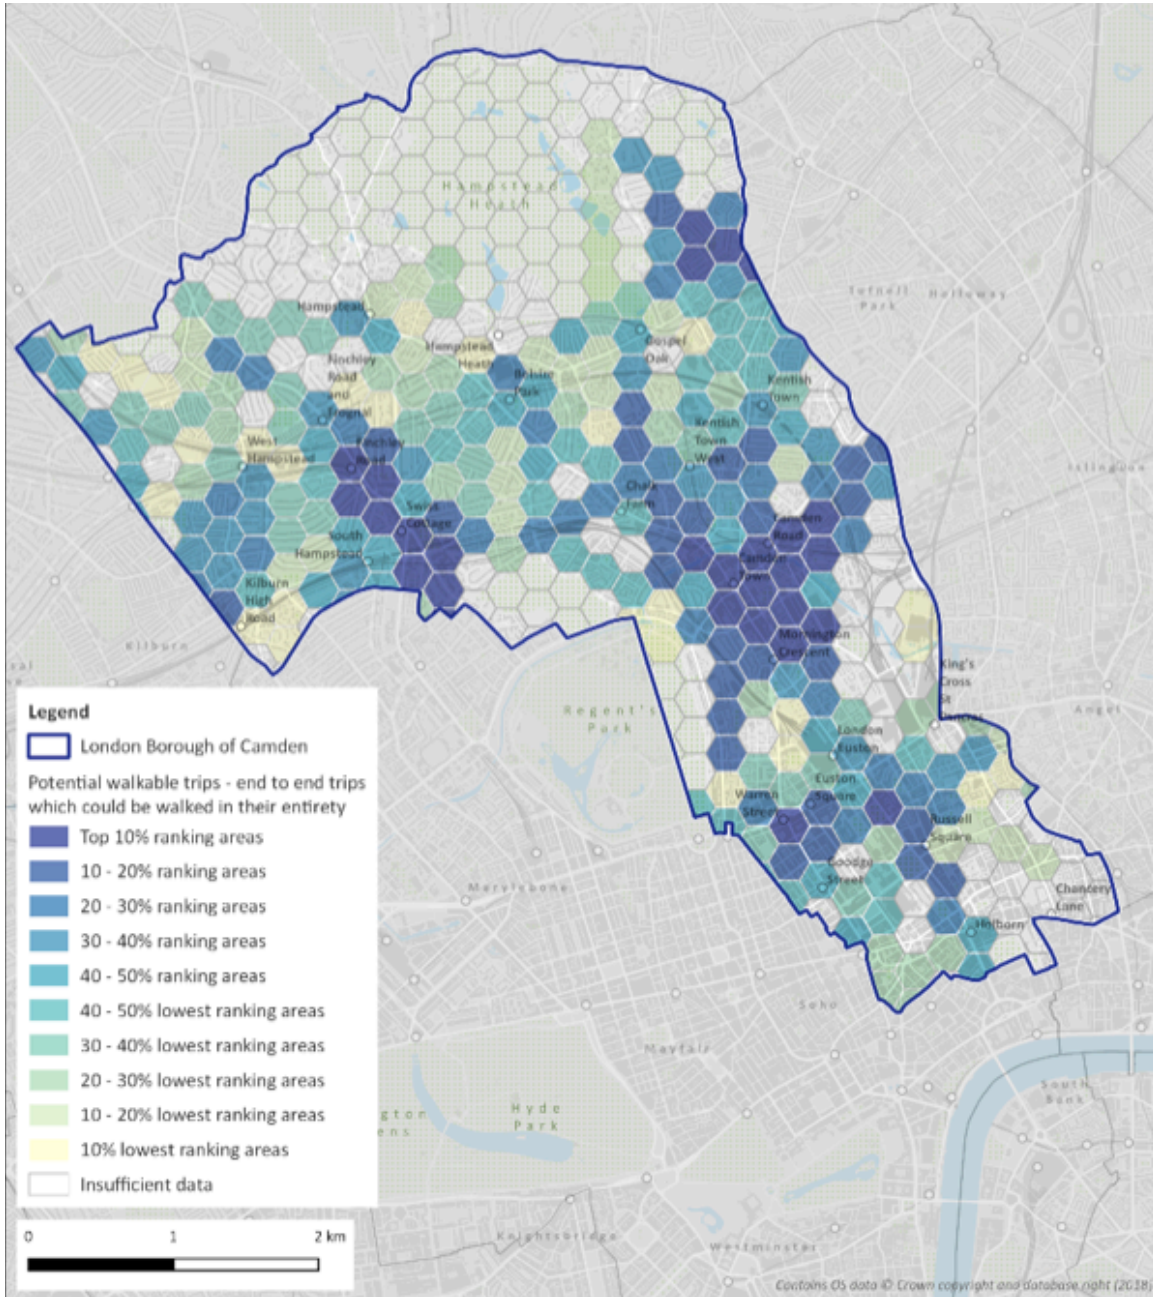 Hampstead
Heath
Tufnell
Park
Holloway
Hampstead
Hampstead
Heath
Gospel
Oak
Finchley
Road
and
Frognal
Belsize
Park
Kentish
Town
West
Hampstead
Finchley
Road
Kentish
Town
West
Islington
Swiss
Cottage
Chalk
Farm
Camden
Road
South
Hampstead
Camden
Town
Kilburn
High
Road
Kilburn
Mornington
Crescent
King's
Cross
St
Pancras
Regent's
Park
Angel
London
Euston
Euston
Square
Warren
Street
Russell
Square
Goodge
Street
Marylebone
Chancery
Lane
Holborn
Soho
Mayfair
South
Bank
Hyde
Park
Knightsbridge
Westminster
Legend
London Borough of Camden
Potential walkable trips - end to end trips
which could be walked in their entirety
Top 10% ranking areas
10 - 20% ranking areas
20 - 30% ranking areas
30 - 40% ranking areas
40 - 50% ranking areas
40 - 50% lowest ranking areas
30 - 40% lowest ranking areas
20 - 30% lowest ranking areas
10 - 20% lowest ranking areas
10% lowest ranking areas
Insufficient data
0 1 2 km
Contains OS data © Crown copyright and database right (2018)